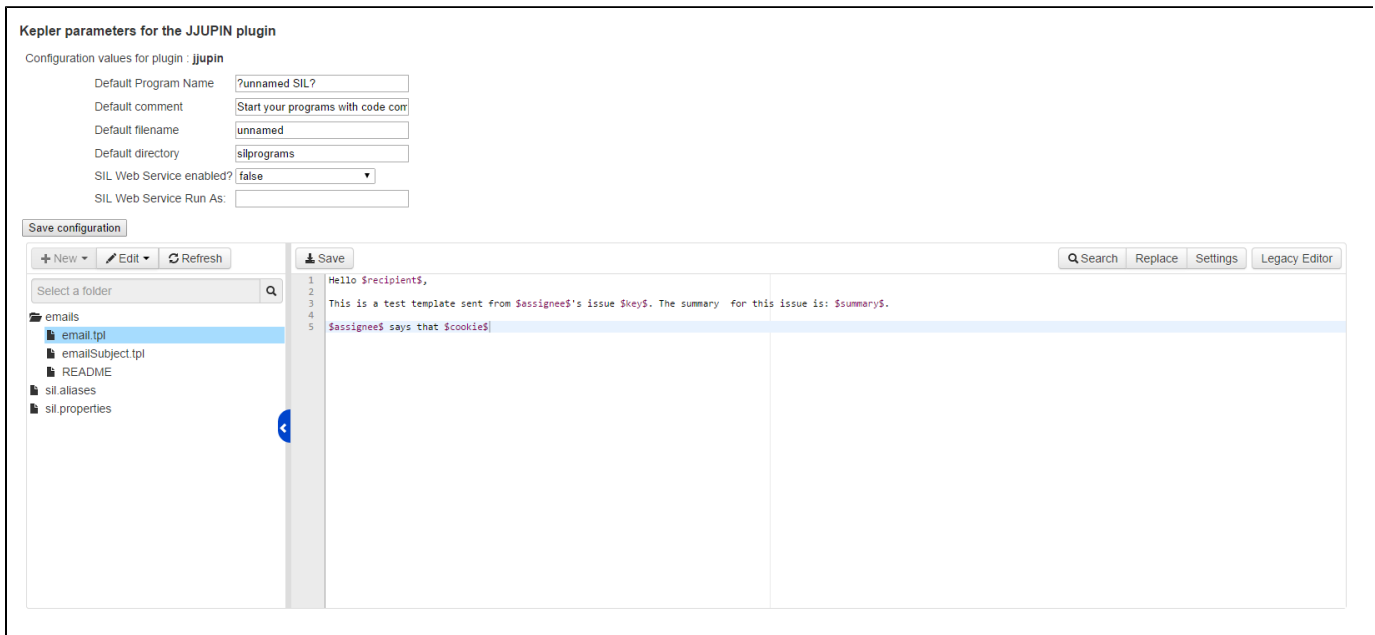 Kepler parameters for the JJUPIN plugin
Configuration values for plugin : jjupin
Default Program Name ?unnamed SIL?
Default comment Start your programs with code com
Default filename unnamed
Default directory silprograms
SIL Web Service enabled? false
SIL Web Service Run As:
Save configuration
New Edit Refresh Save Search Replace Settings Legacy Editor
Select a folder
emails
email.tpl
emailSubject.tpl
README
sil.aliases
sil.properties
1 Hello $recipient$,
2
3 This is a test template sent from $assignee$'s issue $key$. The summary  for this issue is: $summary$.
4
5 $assignee$ says that $cookie$